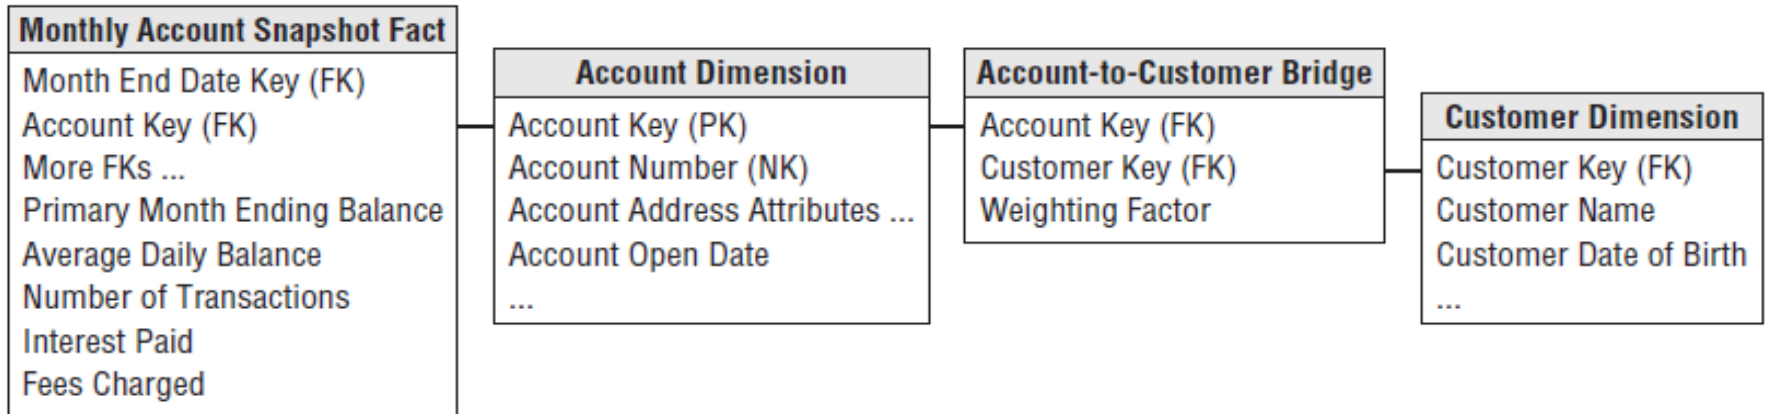 Monthly Account Snapshot Fact
Month End Date Key (FK)
Account Key (FK)
More FKs ...
Primary Month Ending Balance
Average Daily Balance
Number of Transactions
Interest Paid
Fees Charged
Account Dimension
Account Key (PK)
Account Number (NK)
Account Address Attributes ...
Account Open Date
...
Account-to-Customer Bridge
Account Key (FK)
Customer Key (FK)
Weighting Factor
Customer Dimension
Customer Key (FK)
Customer Name
Customer Date of Birth
...